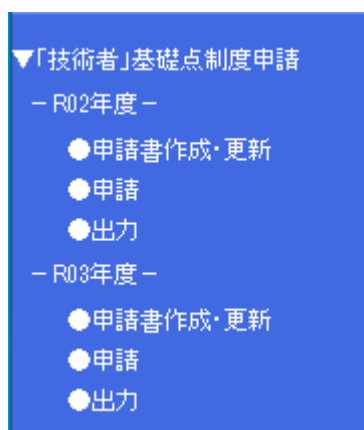 ▼「技術者」基礎点制度申請
－R02年度－
●申請書作成・更新
●申請
●出力
－R03年度－
●申請書作成・更新
●申請
●出力